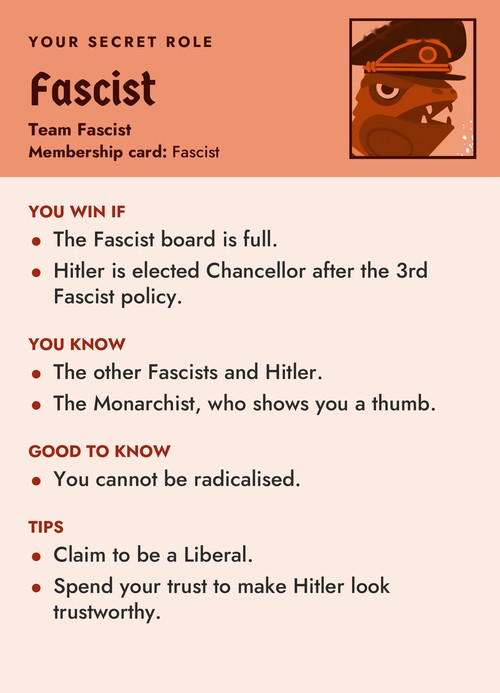 YOUR SECRET ROLE
Fascist
Team Fascist
Membership card: Fascist
YOU WIN IF
• The Fascist board is full.
• Hitler is elected Chancellor after the 3rd
Fascist policy.
YOU KNOW
• The other Fascists and Hitler.
• The Monarchist, who shows you a thumb.
GOOD TO KNOW
• You cannot be radicalised.
TIPS
• Claim to be a Liberal.
• Spend your trust to make Hitler look
trustworthy.